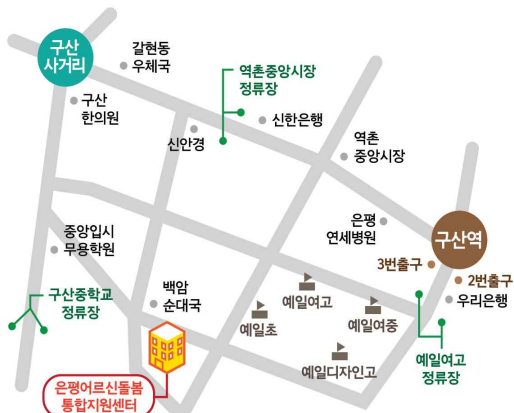 구산
사거리
갈현동
우체국
구산
한의원
역촌중앙시장
정류장
신한은행
신안경
역촌
중앙시장
은평
연세병원
구산역
3번출구
2번출구
우리은행
중앙입시
무용학원
구산중학교
정류장
백암
순대국
예일여고
예일초
예일여중
예일디자인고
예일여고
정류장
은평어르신돌봄
통합지원센터